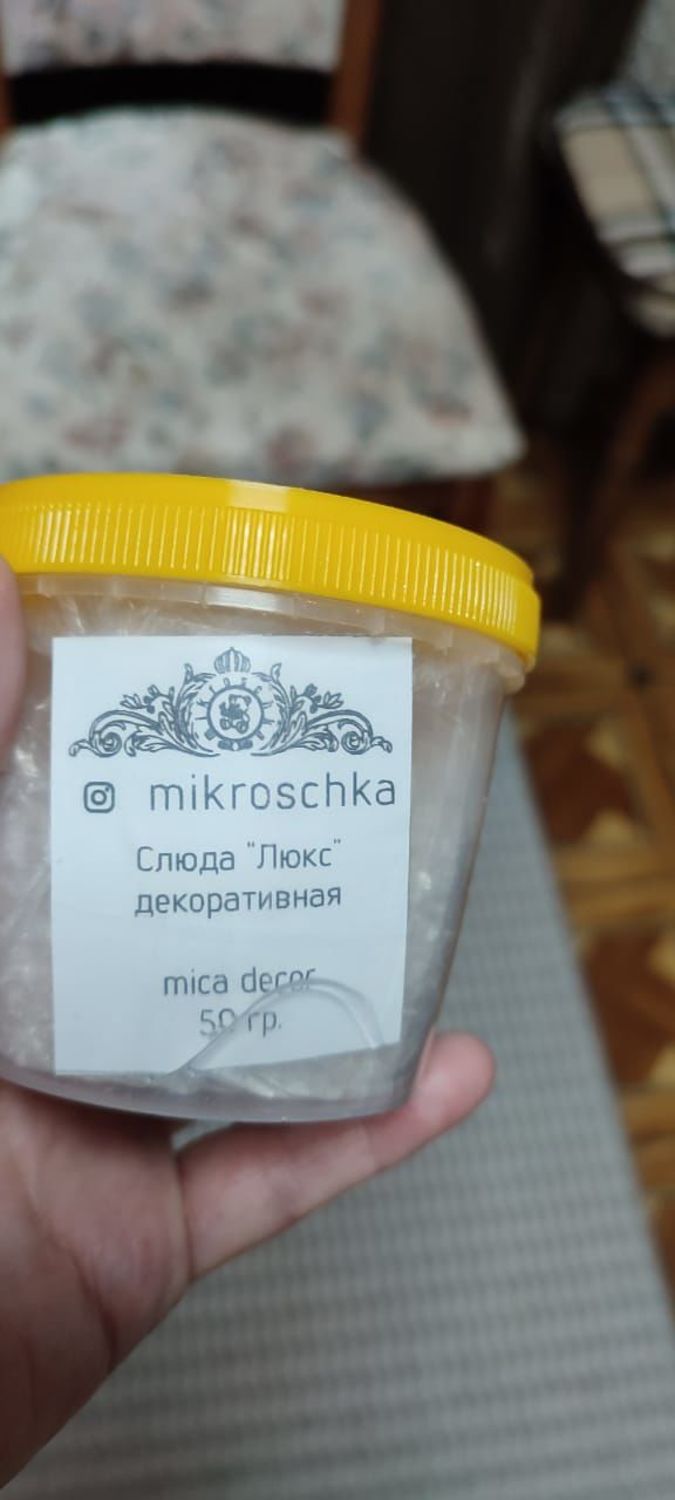 mikroschka
Слюда "Люкс"
декоративная
mica decor
50 гр.